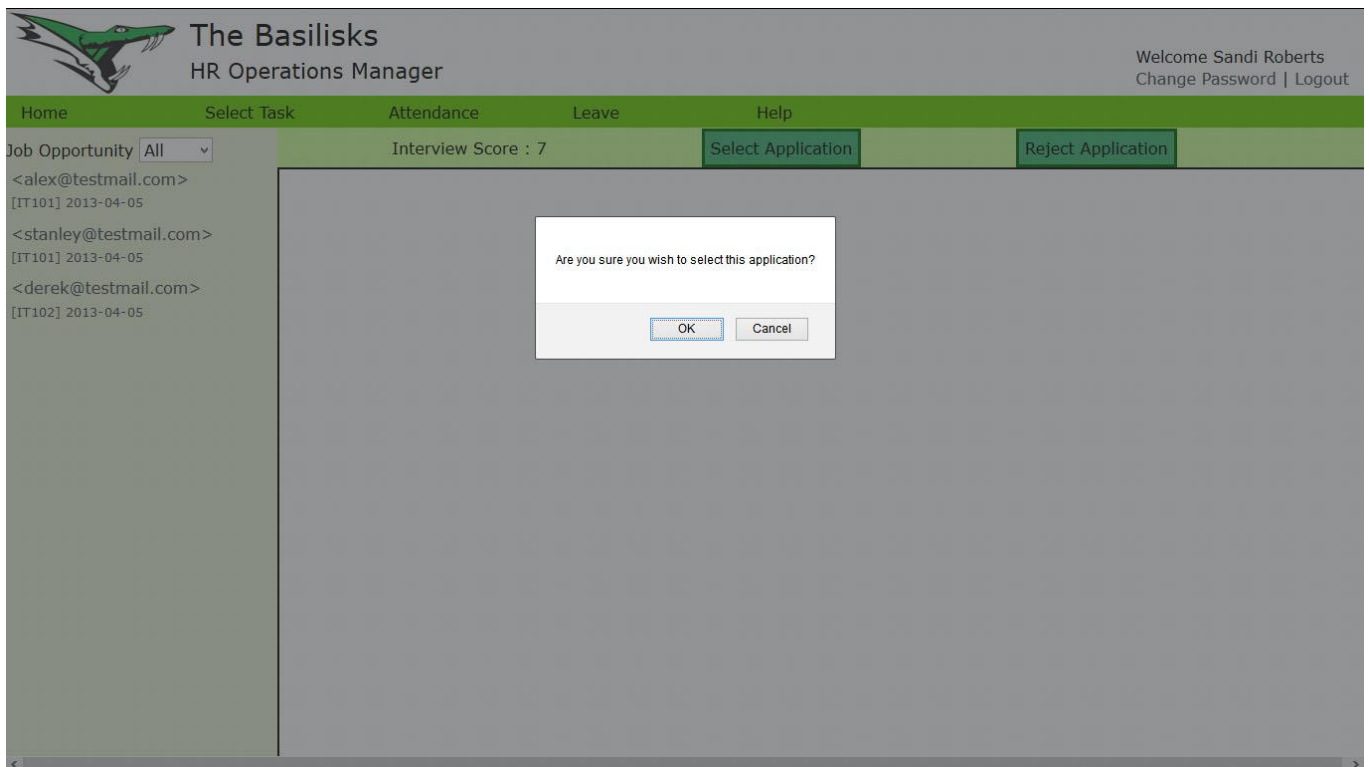 The Basilisks
HR Operations Manager
Welcome Sandi Roberts
Change Password | Logout
Home Select Task Attendance Leave Help
Job Opportunity All
Interview Score : 7 Select Application Reject Application
<alex@testmail.com>
[IT101] 2013-04-05
<stanley@testmail.com>
[IT101] 2013-04-05
<derek@testmail.com>
[IT102] 2013-04-05
Are you sure you wish to select this application?
OK Cancel